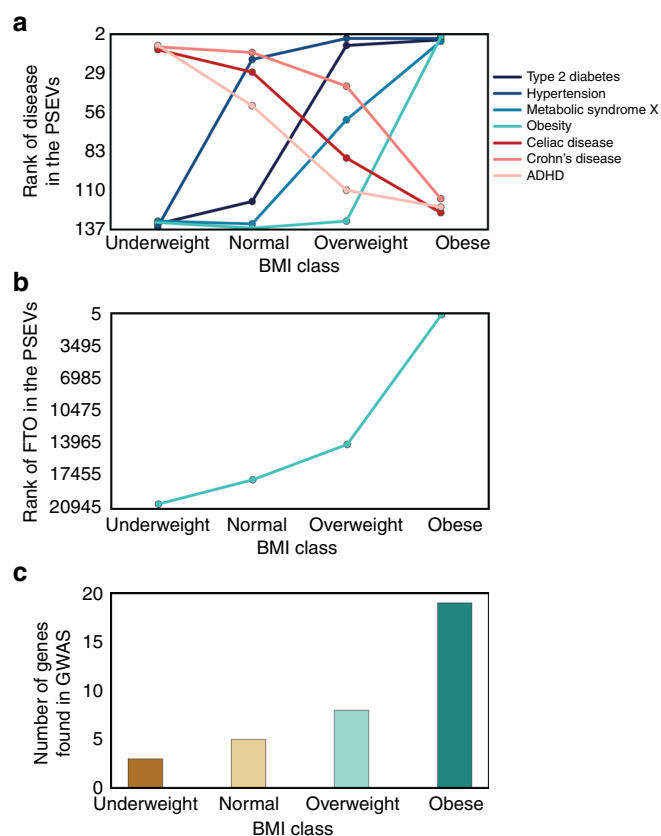 a
Rank of disease
in the PSEVs
2
29
56
83
110
137
Underweight Normal Overweight Obese
BMI class
Type 2 diabetes
Hypertension
Metabolic syndrome X
Obesity
Celiac disease
Crohn's disease
ADHD
b
Rank of FTO in the PSEVs
5
3495
6985
10475
13965
17455
20945
Underweight Normal Overweight Obese
BMI class
c
Number of genes
found in GWAS
20
15
10
5
0
Underweight Normal Overweight Obese
BMI class